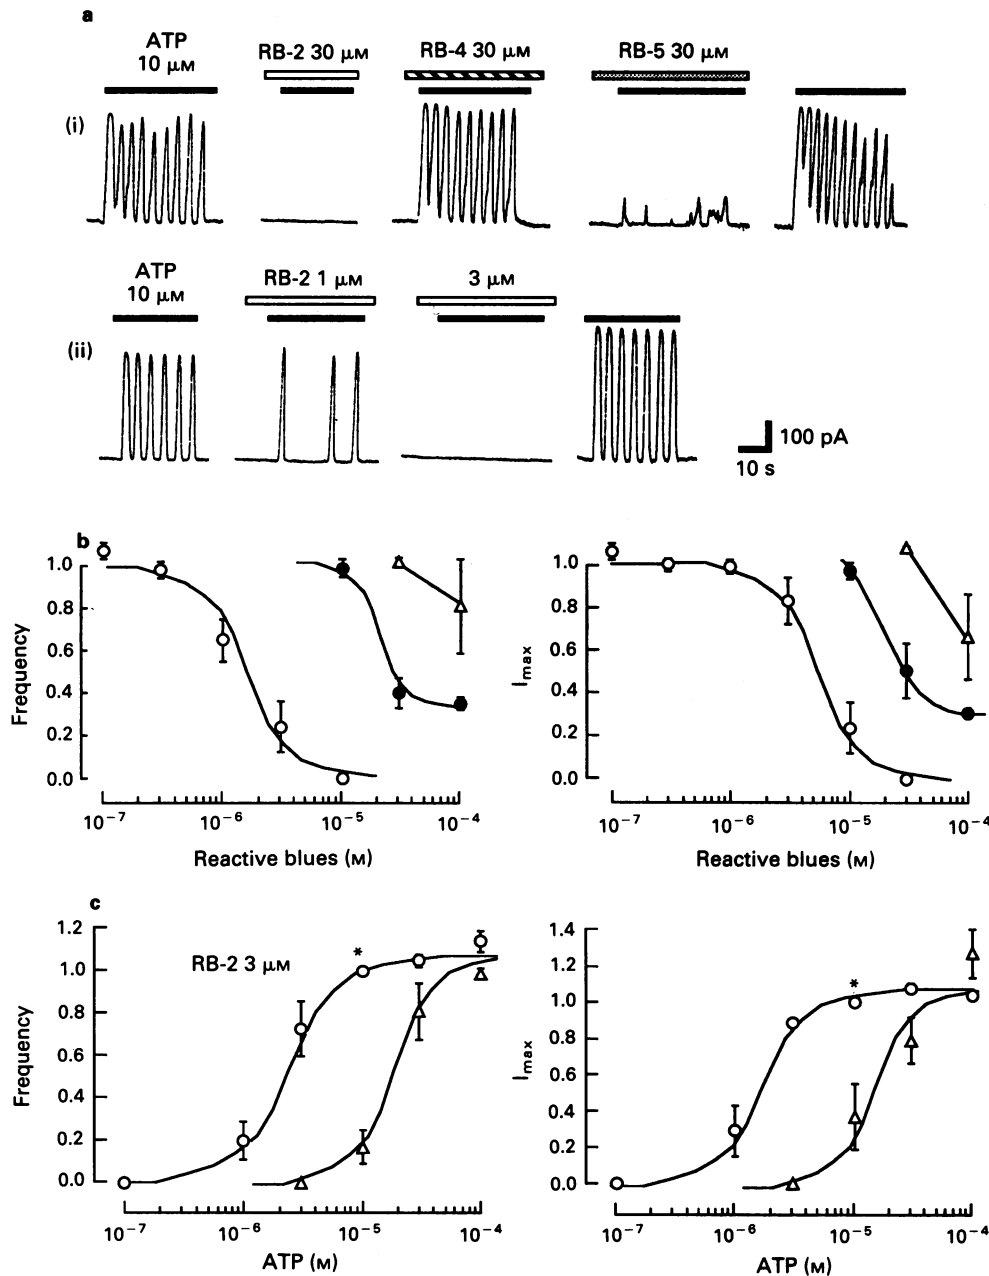 a
ATP
10 μM
RB-2 30 μM
RB-4 30 μM
RB-5 30 μM
(i)
ATP
10 μM
RB-2 1 μM
3 μM
(ii)
100 pA
10 s
b
1.0
0.8
0.6
0.4
0.2
0.0
Frequency
10⁻⁷
10⁻⁶
10⁻⁵
10⁻⁴
Reactive blues (M)
1.0
0.8
0.6
0.4
0.2
0.0
Imax
10⁻⁷
10⁻⁶
10⁻⁵
10⁻⁴
Reactive blues (M)
c
1.2
1.0
0.8
0.6
0.4
0.2
0.0
Frequency
RB-2 3 μM
*
10⁻⁷
10⁻⁶
10⁻⁵
10⁻⁴
ATP (M)
1.4
1.2
1.0
0.8
0.6
0.4
0.2
0.0
Imax
*
10⁻⁷
10⁻⁶
10⁻⁵
10⁻⁴
ATP (M)